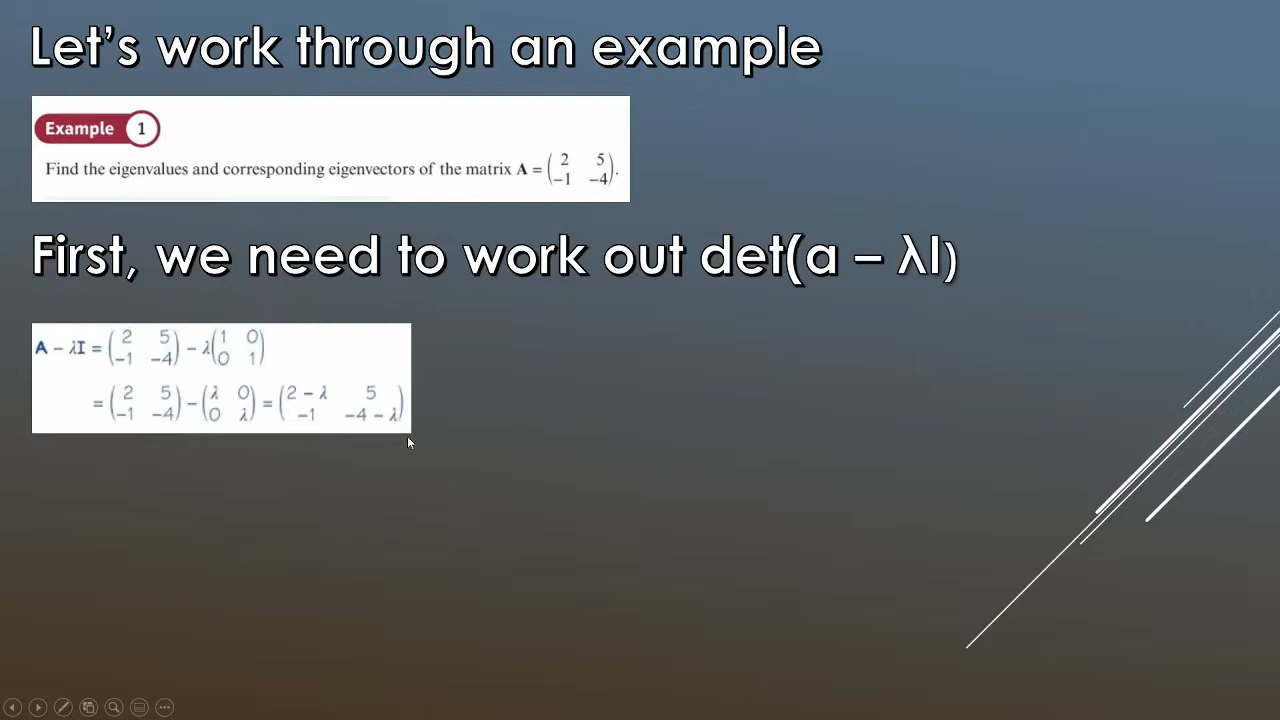 Let's work through an example
Example 1
Find the eigenvalues and corresponding eigenvectors of the matrix A = (2 5
-1 -4).
First, we need to work out det(a – λI)
A - λI = (2 5
-1 -4) - λ(1 0
0 1)
= (2 5
-1 -4) - (λ 0
0 λ) = (2 - λ 5
-1 -4 - λ)